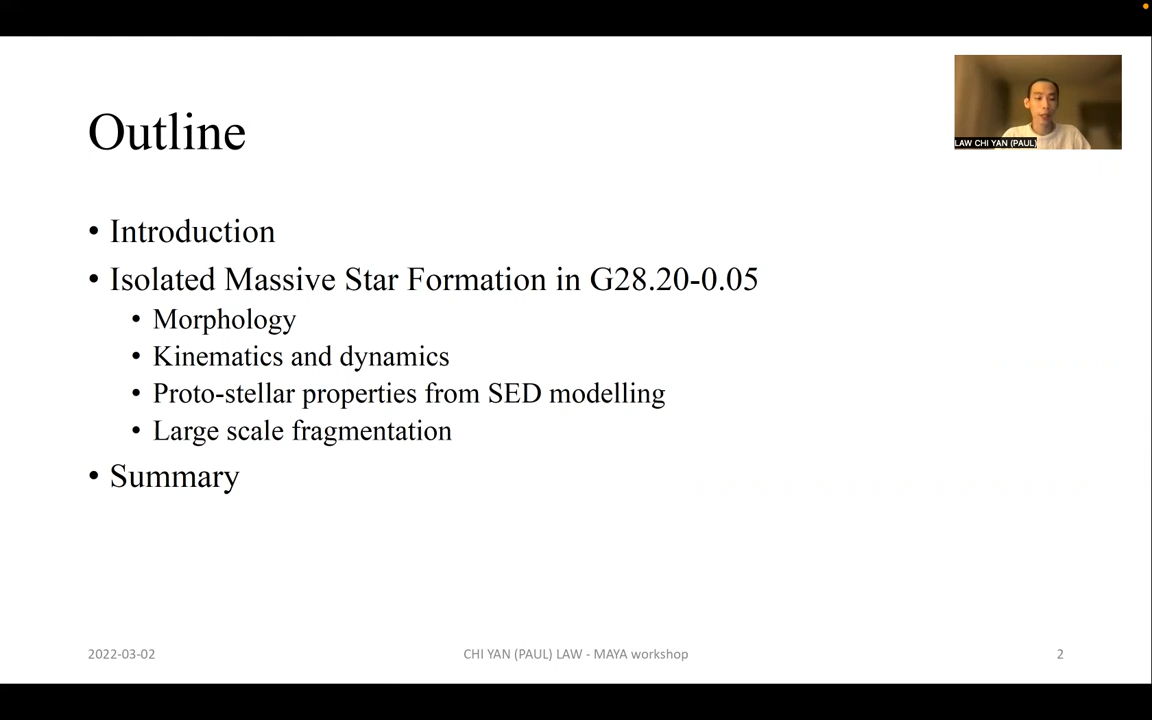 LAW CHI YAN (PAUL)
Outline
• Introduction
• Isolated Massive Star Formation in G28.20-0.05
• Morphology
• Kinematics and dynamics
• Proto-stellar properties from SED modelling
• Large scale fragmentation
• Summary
2022-03-02
CHI YAN (PAUL) LAW - MAYA workshop
2